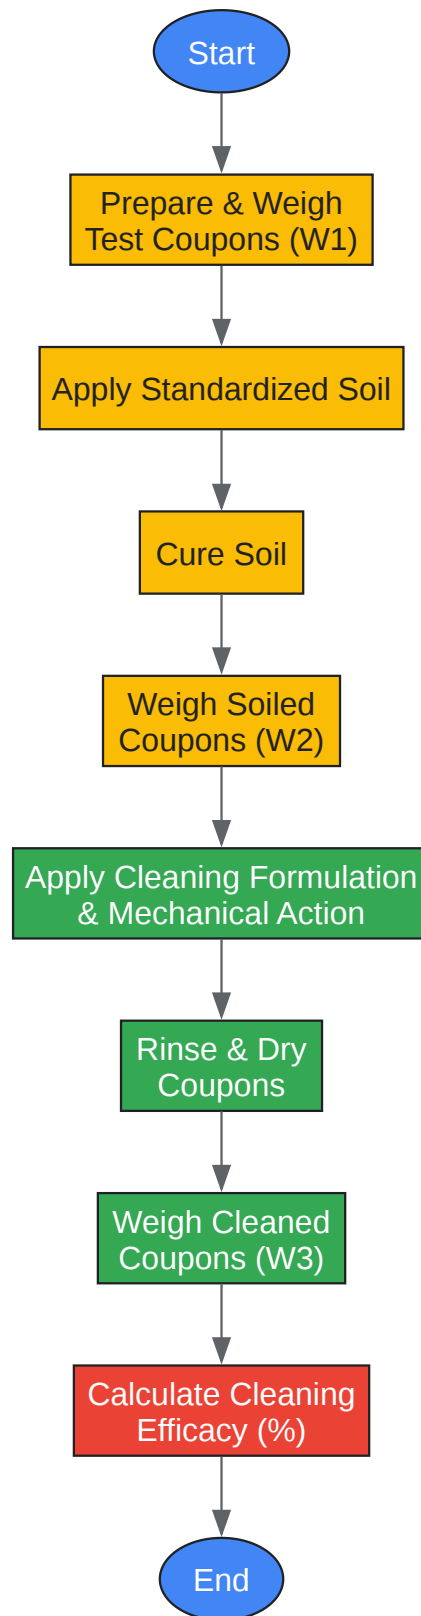 Start
Prepare & Weigh
Test Coupons (W1)
Apply Standardized Soil
Cure Soil
Weigh Soiled
Coupons (W2)
Apply Cleaning Formulation
& Mechanical Action
Rinse & Dry
Coupons
Weigh Cleaned
Coupons (W3)
Calculate Cleaning
Efficacy (%)
End